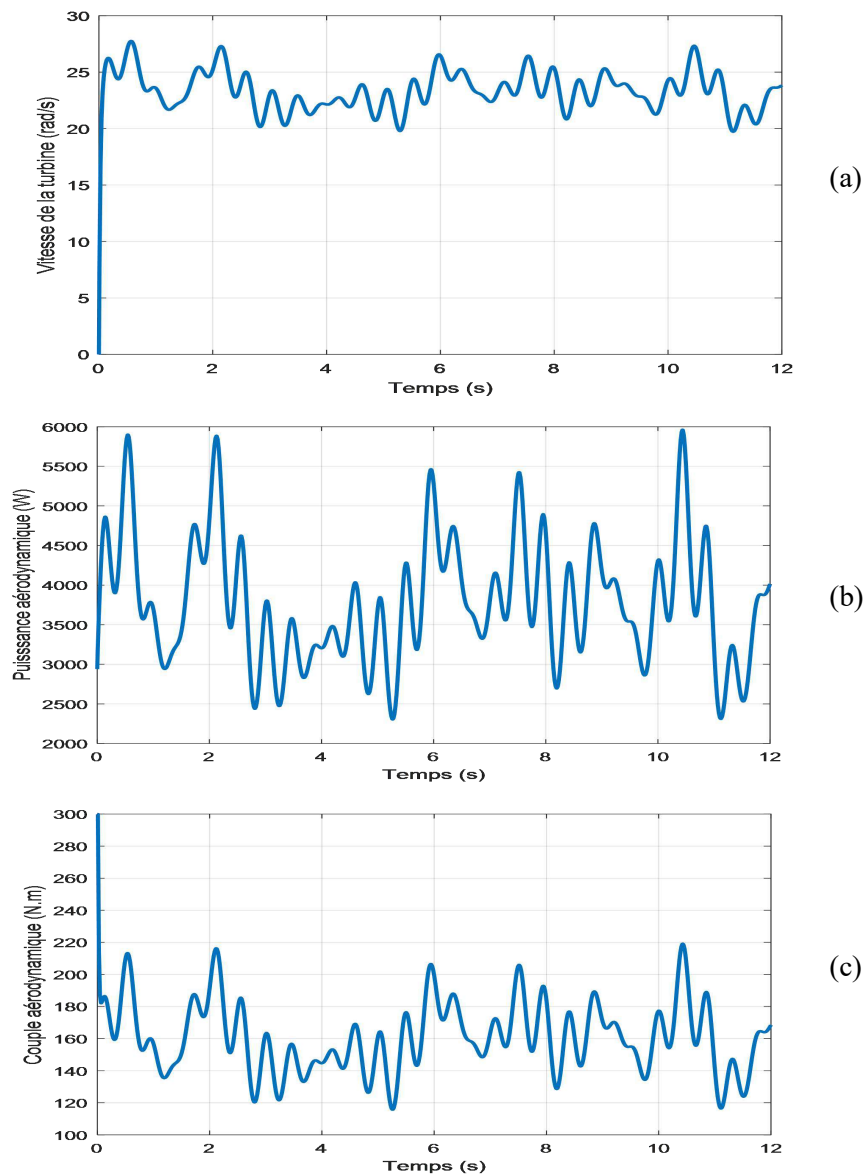 30
25
20
15
10
5
0
Vitesse de la turbine (rad/s)
0 2 4 6 8 10 12
Temps (s)
(a)
6000
5500
5000
4500
4000
3500
3000
2500
2000
Puisssance aérodynamique (W)
0 2 4 6 8 10 12
Temps (s)
(b)
300
280
260
240
220
200
180
160
140
120
100
Couple aérodynamique (N.m)
0 2 4 6 8 10 12
Temps (s)
(c)